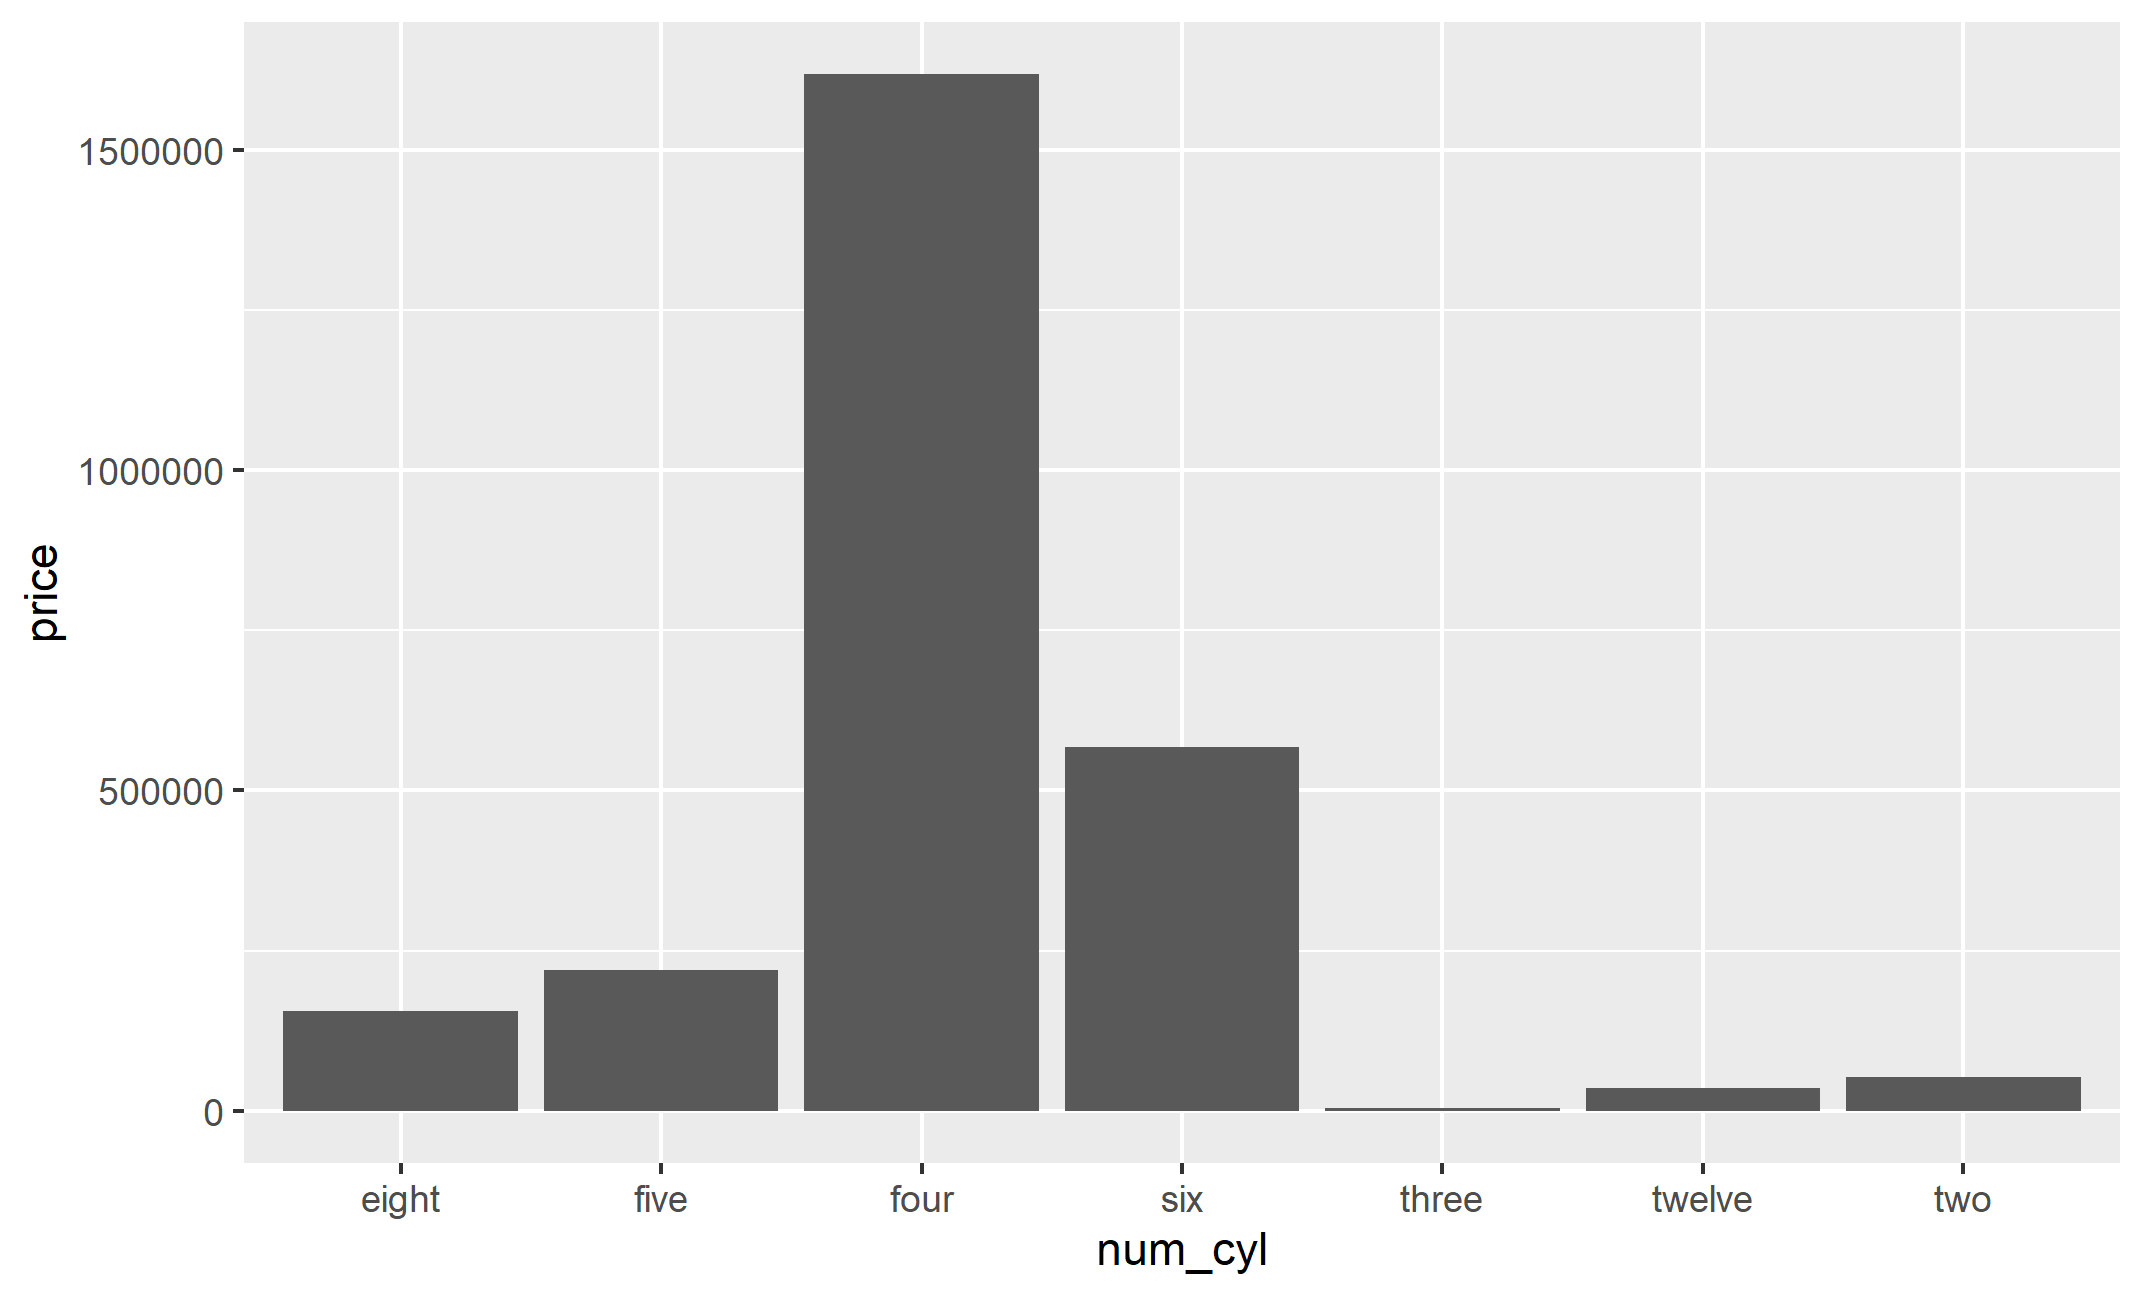 1500000
1000000
500000
0
price
eight five four six three twelve two
num_cyl